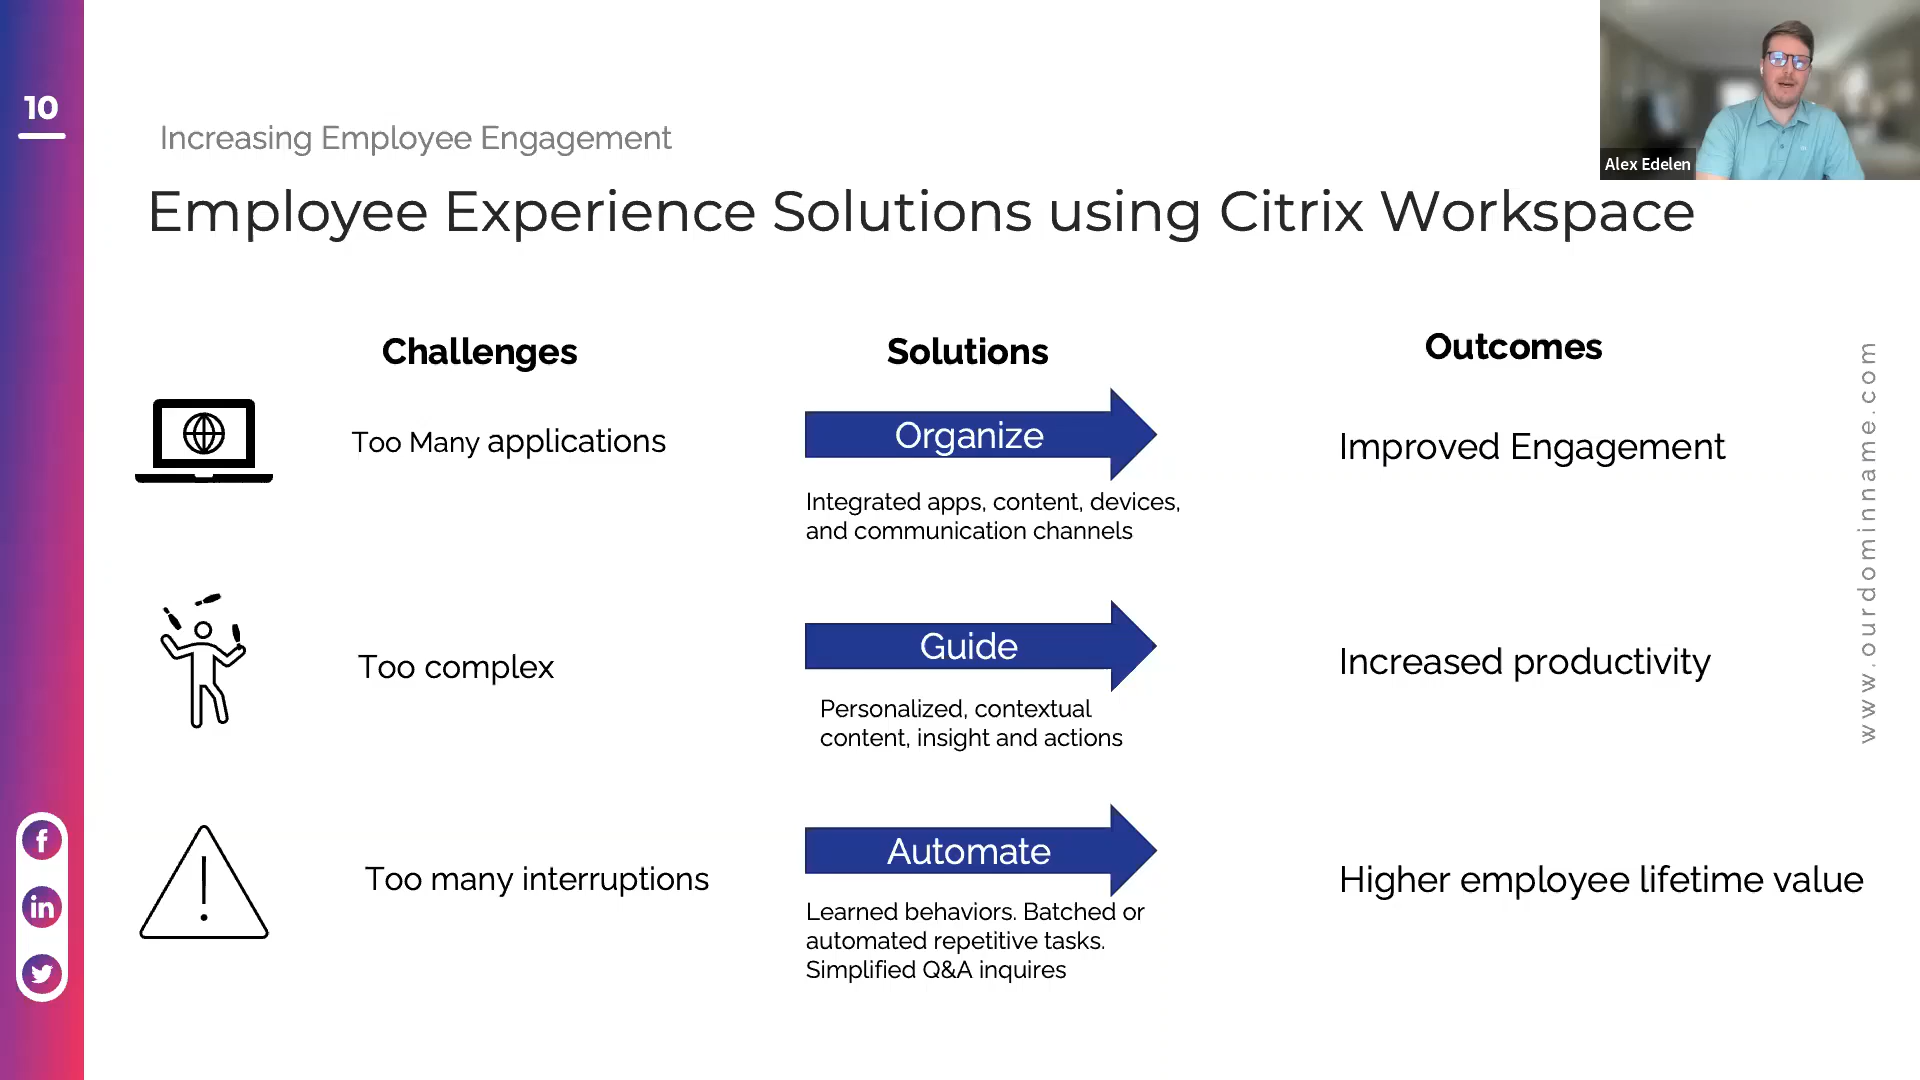 10
Increasing Employee Engagement
Employee Experience Solutions using Citrix Workspace
Alex Edelen
Challenges
Solutions
Outcomes
Too Many applications
Organize
Improved Engagement
Integrated apps, content, devices,
and communication channels
Too complex
Guide
Increased productivity
Personalized, contextual
content, insight and actions
Too many interruptions
Automate
Higher employee lifetime value
Learned behaviors. Batched or
automated repetitive tasks.
Simplified Q&A inquires
www.ourdominname.com
f
in